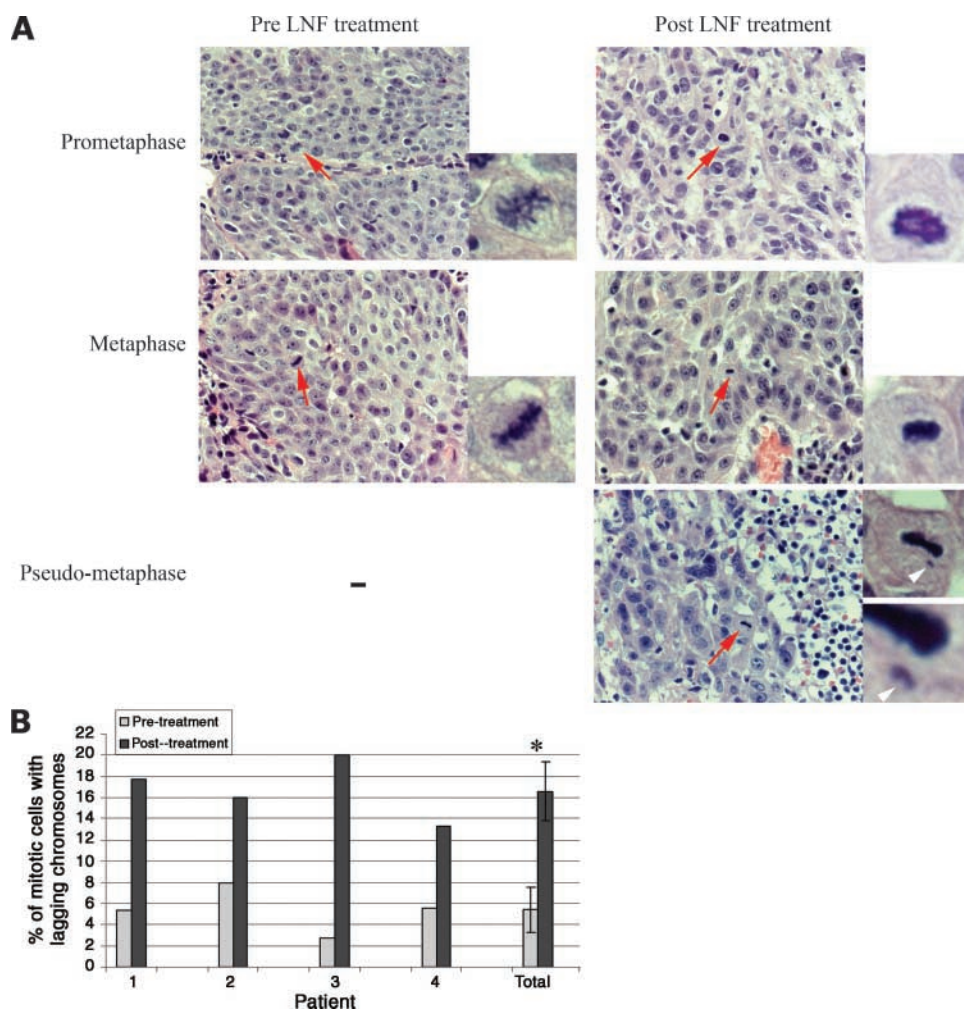 A
Pre LNF treatment
Post LNF treatment
Prometaphase
Metaphase
Pseudo-metaphase
-
B
Pre-treatment
Post--treatment
% of mitotic cells with
lagging chromosomes
22
20
18
16
14
12
10
8
6
4
2
0
*
1 2 3 4 Total
Patient